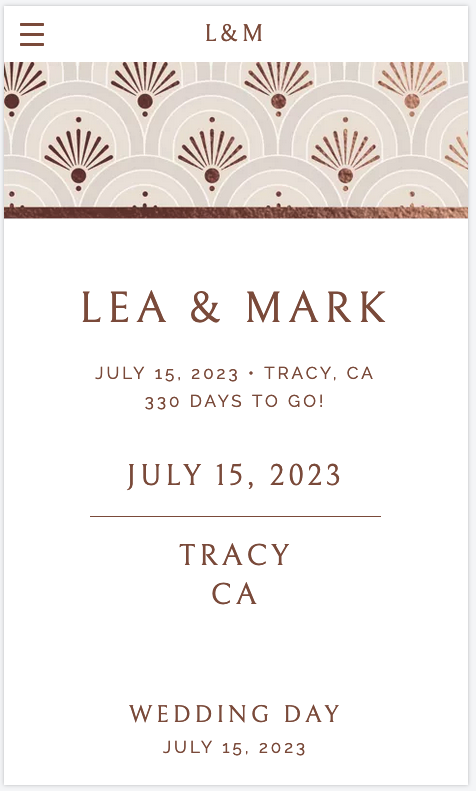 L&M
LEA & MARK
JULY 15, 2023 • TRACY, CA
330 DAYS TO GO!
JULY 15, 2023
TRACY
CA
WEDDING DAY
JULY 15, 2023